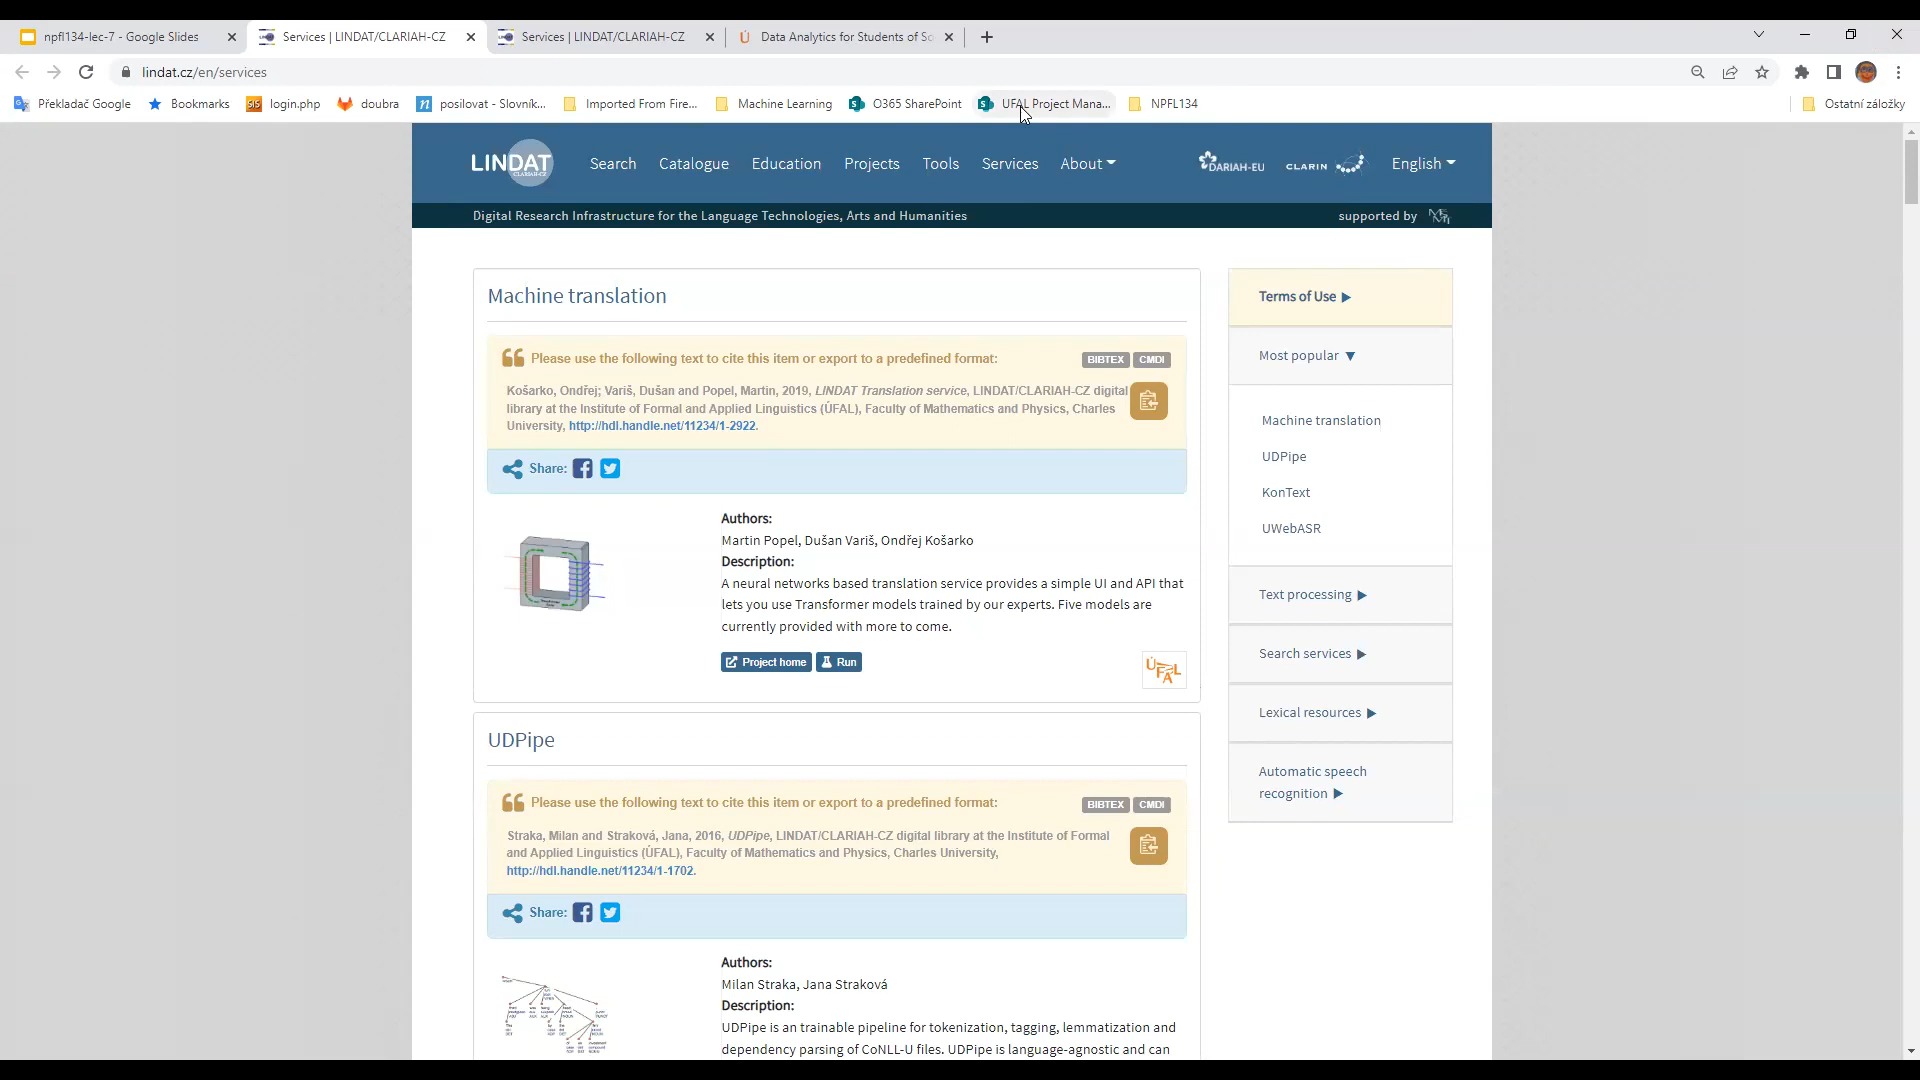 npfl134-lec-7 - Google Slides
Services | LINDAT/CLARIAH-CZ
Services | LINDAT/CLARIAH-CZ
Data Analytics for Students of So
lindat.cz/en/services
Překladač Google
Bookmarks
login.php
doubra
posilovat - Slovník...
Imported From Fire...
Machine Learning
O365 SharePoint
UFAL Project Mana...
NPFL134
Ostatní záložky
LINDAT
CLARIAH-CZ
Search
Catalogue
Education
Projects
Tools
Services
About
DARIAH-EU
CLARIN
English
Digital Research Infrastructure for the Language Technologies, Arts and Humanities
supported by
Machine translation
Please use the following text to cite this item or export to a predefined format:
BIBTEX
CMDI
Košarko, Ondřej; Variš, Dušan and Popel, Martin, 2019, LINDAT Translation service, LINDAT/CLARIAH-CZ digital
library at the Institute of Formal and Applied Linguistics (ÚFAL), Faculty of Mathematics and Physics, Charles
University, http://hdl.handle.net/11234/1-2922.
Share:
Authors:
Martin Popel, Dušan Variš, Ondřej Košarko
Description:
A neural networks based translation service provides a simple UI and API that
lets you use Transformer models trained by our experts. Five models are
currently provided with more to come.
Project home
Run
ÚFAL
UDPipe
Please use the following text to cite this item or export to a predefined format:
BIBTEX
CMDI
Straka, Milan and Straková, Jana, 2016, UDPipe, LINDAT/CLARIAH-CZ digital library at the Institute of Formal
and Applied Linguistics (ÚFAL), Faculty of Mathematics and Physics, Charles University,
http://hdl.handle.net/11234/1-1702.
Share:
Authors:
Milan Straka, Jana Straková
Description:
UDPipe is an trainable pipeline for tokenization, tagging, lemmatization and
dependency parsing of CoNLL-U files. UDPipe is language-agnostic and can
Terms of Use
Most popular
Machine translation
UDPipe
KonText
UWebASR
Text processing
Search services
Lexical resources
Automatic speech
recognition